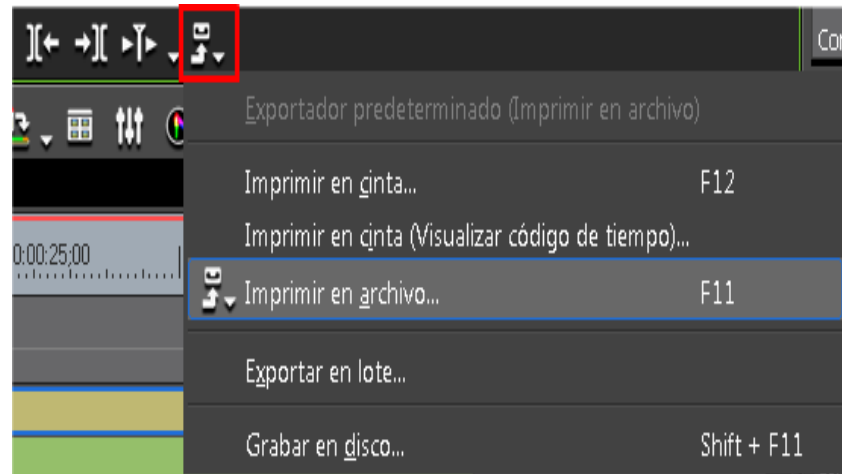 Cor
Exportador predeterminado (Imprimir en archivo)
Imprimir en cinta... F12
Imprimir en cinta (Visualizar código de tiempo)...
0:00:25;00
Imprimir en archivo... F11
Exportar en lote...
Grabar en disco... Shift + F11